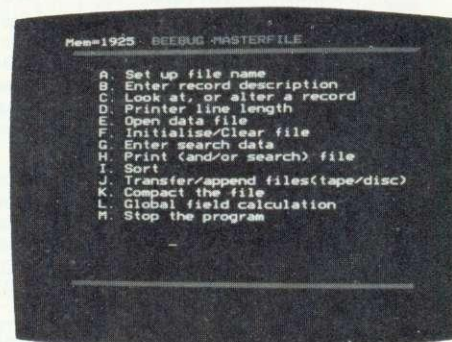 Mem=1925 BEEBUG MASTERFILE
A. Set up file name
B. Enter record description
C. Look at, or alter a record
D. Printer line length
E. Open data file
F. Initialise/Clear file
G. Enter search data
H. Print (and/or search) file
I. Sort
J. Transfer/append files(tape/disc)
K. Compact the file
L. Global field calculation
M. Stop the program